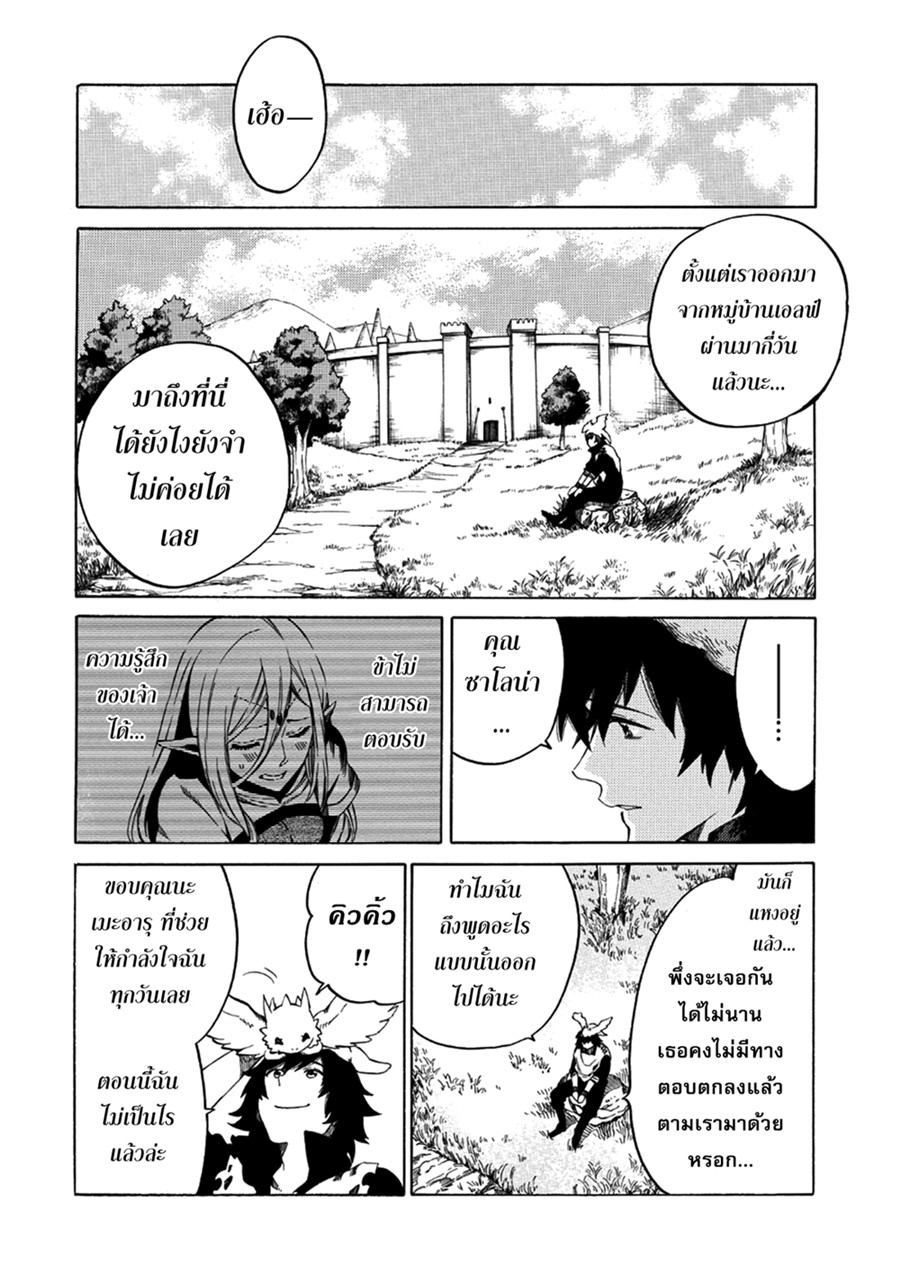 เฮ้อ—
ตั้งแต่เราออกมา
จากหมู่บ้านเอลฟ์
ผ่านมากี่วัน
แล้วนะ...
มาถึงที่นี่
ได้ยังไงยังจำ
ไม่ค่อยได้
เลย
คุณ
ซาโลน่า
...
ข้าไม่
สามารถ
ตอบรับ
ความรู้สึก
ของเจ้า
ได้...
มันก็
แหงอยู่
แล้ว...
พึ่งจะเจอกัน
ได้ไม่นาน
เธอคงไม่มีทาง
ตอบตกลงแล้ว
ตามเรามาด้วย
หรอก...
ทำไมฉัน
ถึงพูดอะไร
แบบนั้นออก
ไปได้นะ
คิวคิ้ว
!!
ขอบคุณนะ
เมะอารุ ที่ช่วย
ให้กำลังใจฉัน
ทุกวันเลย
ตอนนี้ฉัน
ไม่เป็นไร
แล้วล่ะ